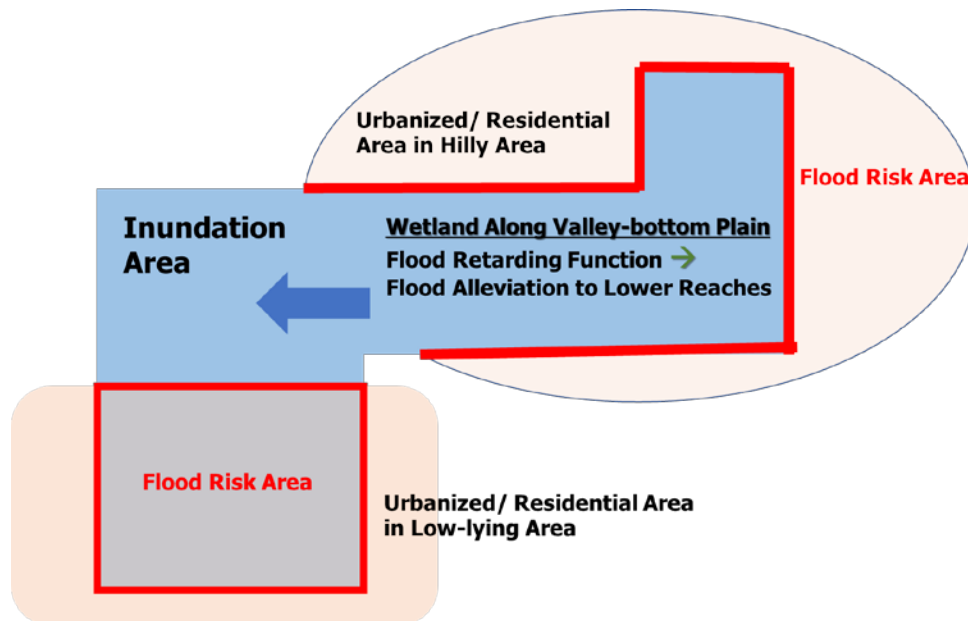 Urbanized/ Residential
Area in Hilly Area
Flood Risk Area
Inundation
Area
Wetland Along Valley-bottom Plain
Flood Retarding Function →
Flood Alleviation to Lower Reaches
Flood Risk Area
Urbanized/ Residential Area
in Low-lying Area